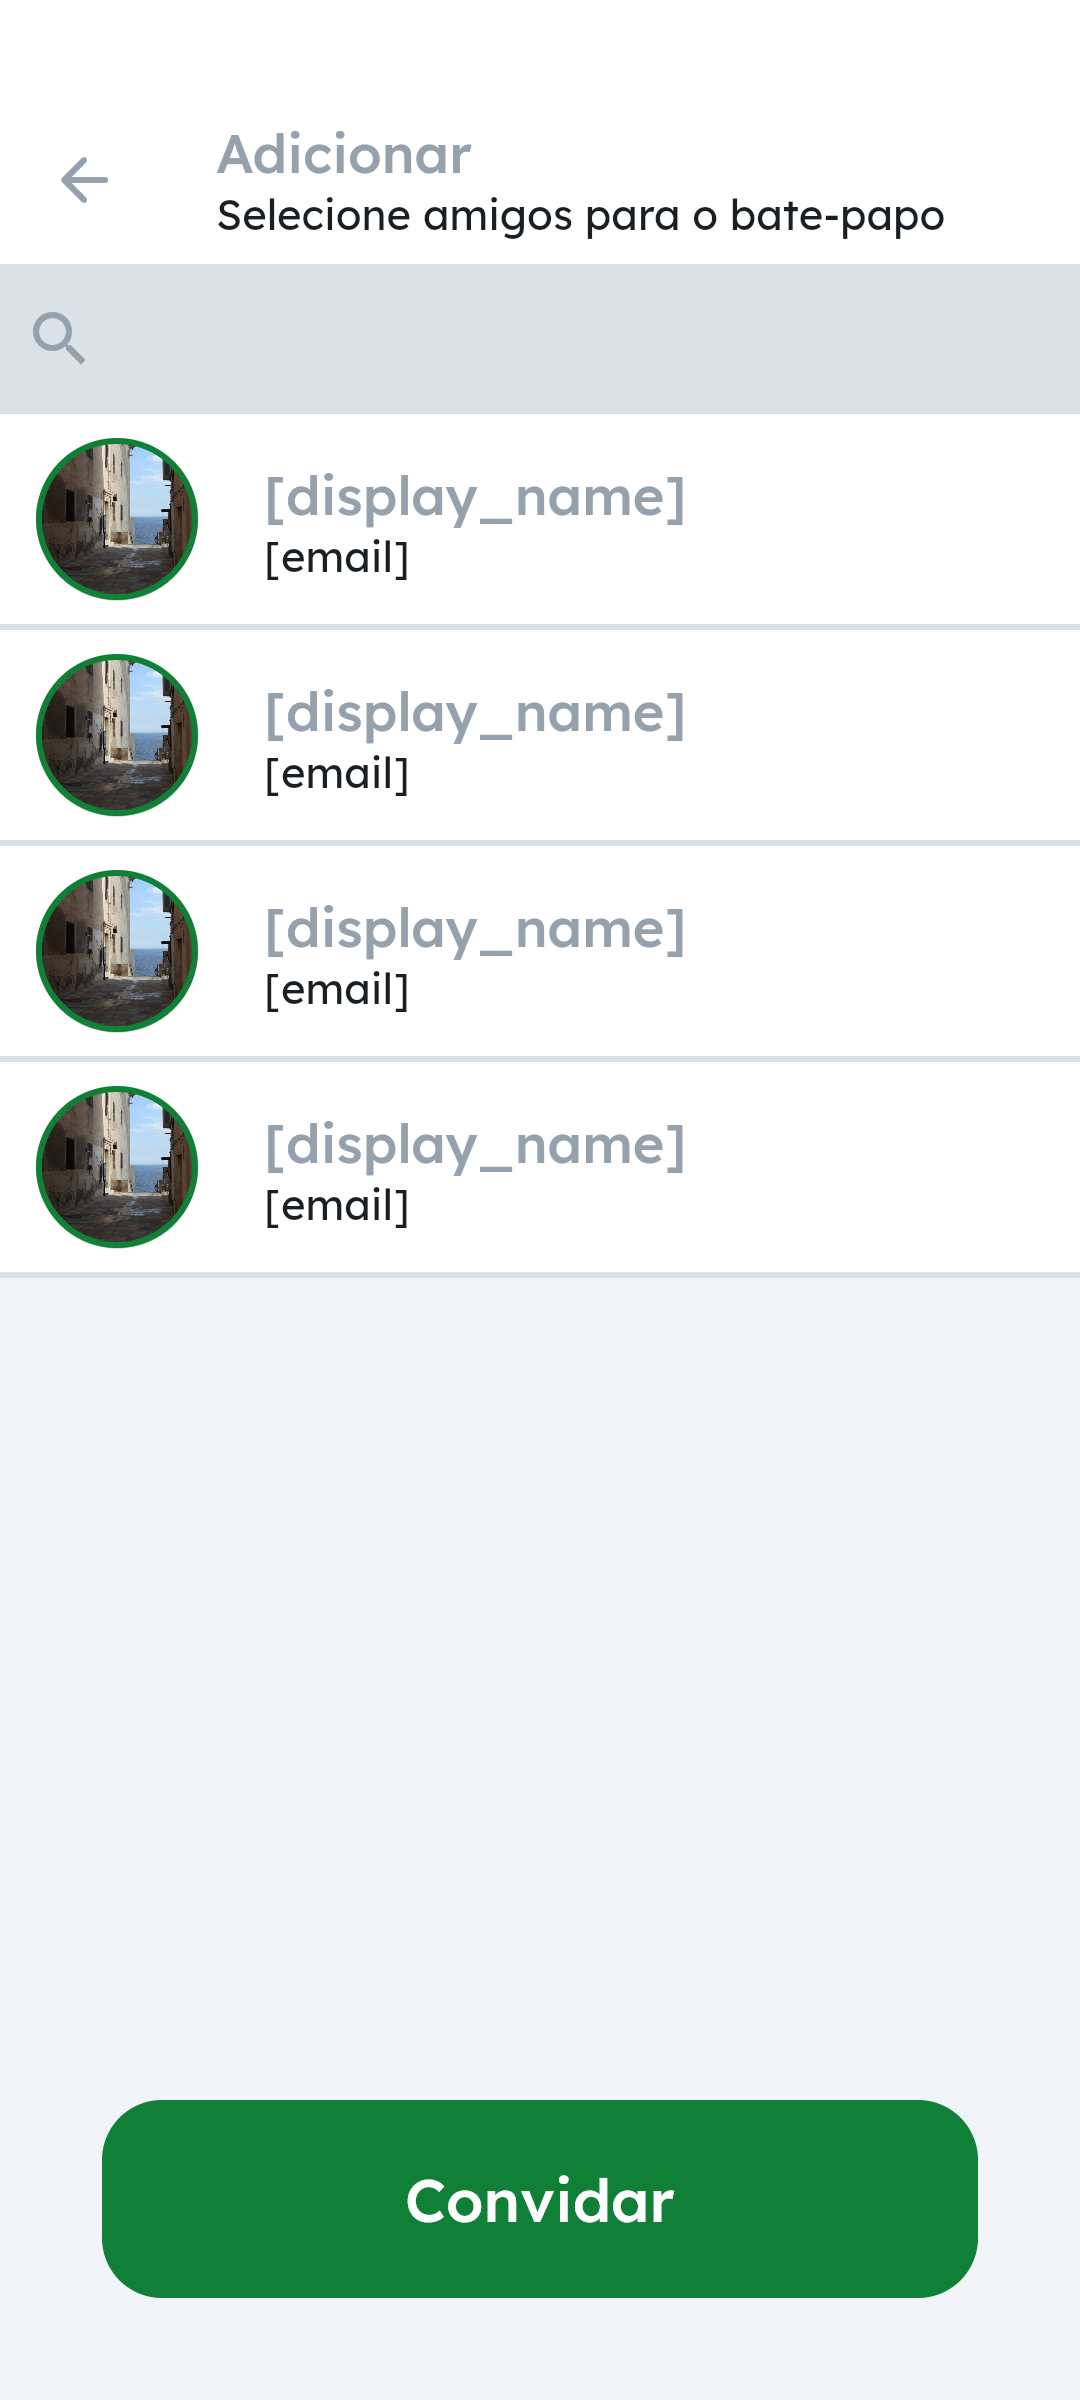 Adicionar
Selecione amigos para o bate-papo
[display_name]
[email]
[display_name]
[email]
[display_name]
[email]
[display_name]
[email]
Convidar